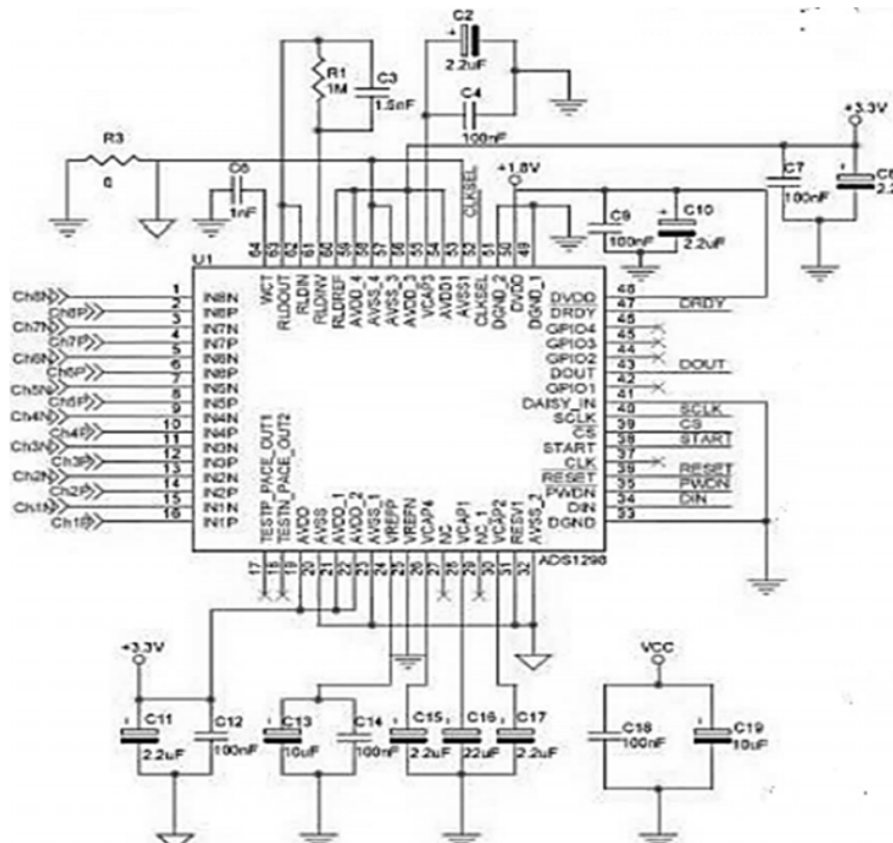 C2
2.2uF
R1
1M
C3
1.5nF
C4
100nF
+3.3V
R3
0
C7
100nF
2.2
+1.8V
CLKSEL
1nF
C9
100nF
C10
2.2uF
U1
64 63 62 61 60 59 58 57 56 55 54 53 52 51 50 49
WCT
RLDOUT
RLDIN
RLDINV
RLDREF
AVDD_4
AVSS_4
AVSS_3
AVDD_3
VCAP3
AVDD1
AVSS1
CLKSEL
DGND_2
DVDD
DGND_1
Ch8N 1 IN8N
Ch8P 2 IN8P
Ch7N 3 IN7N
Ch7P 4 IN7P
Ch6N 5 IN6N
Ch6P 6 IN6P
Ch5N 7 IN5N
Ch5P 8 IN5P
Ch4N 9 IN4N
Ch4P 10 IN4P
Ch3N 11 IN3N
Ch3P 12 IN3P
Ch2N 13 IN2N
Ch2P 14 IN2P
Ch1N 15 IN1N
Ch1P 16 IN1P
DVDD 48
DRDY 47 DRDY
GPIO4 46
GPIO3 45
GPIO2 44
DOUT 43 DOUT
GPIO1 42
DAISY_IN 41
SCLK 40 SCLK
CS 39 CS
START 38 START
CLK 37
RESET 36 RESET
PWDN 35 PWDN
DIN 34 DIN
DGND 33
TESTP_PACE_OUT1
TESTN_PACE_OUT2
AVDD
AVSS
AVDD_1
AVDD_2
AVSS_1
VREFP
VREFN
VCAP4
NC
VCAP1
NC_1
VCAP2
RESV1
AVSS_2
ADS1298
17 18 19 20 21 22 23 24 25 26 27 28 29 30 31 32
+3.3V
VCC
C11
2.2uF
C12
100nF
C13
10uF
C14
100nF
C15
2.2uF
C16
22uF
C17
2.2uF
C18
100nF
C19
10uF